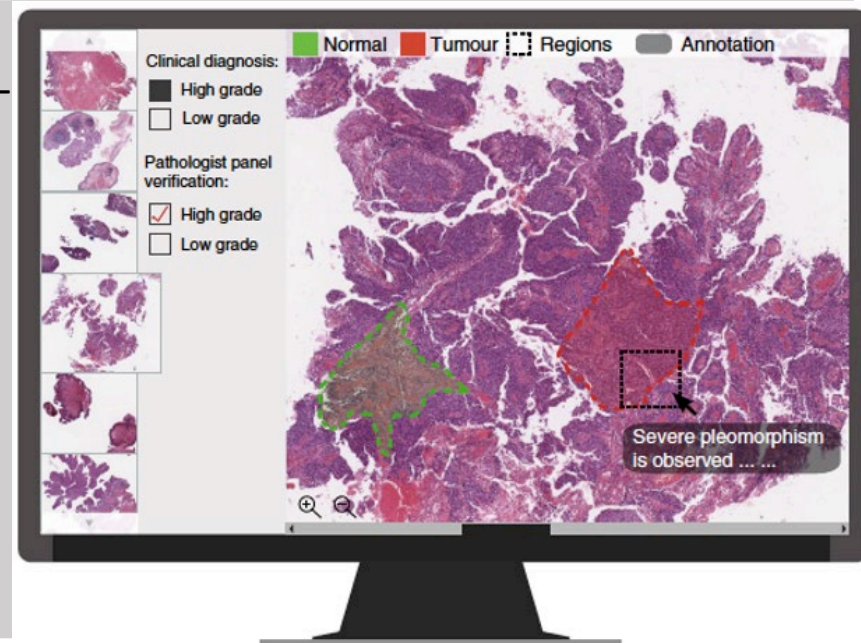 Normal Tumour Regions Annotation
Clinical diagnosis:
High grade
Low grade
Pathologist panel
verification:
High grade
Low grade
Severe pleomorphism
is observed ... ...